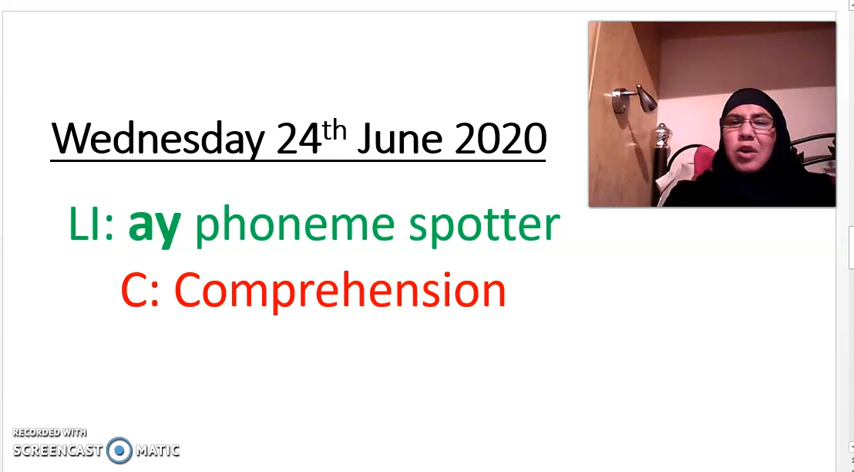 Wednesday 24th June 2020
LI: ay phoneme spotter
C: Comprehension
RECORDED WITH
SCREENCAST MATIC